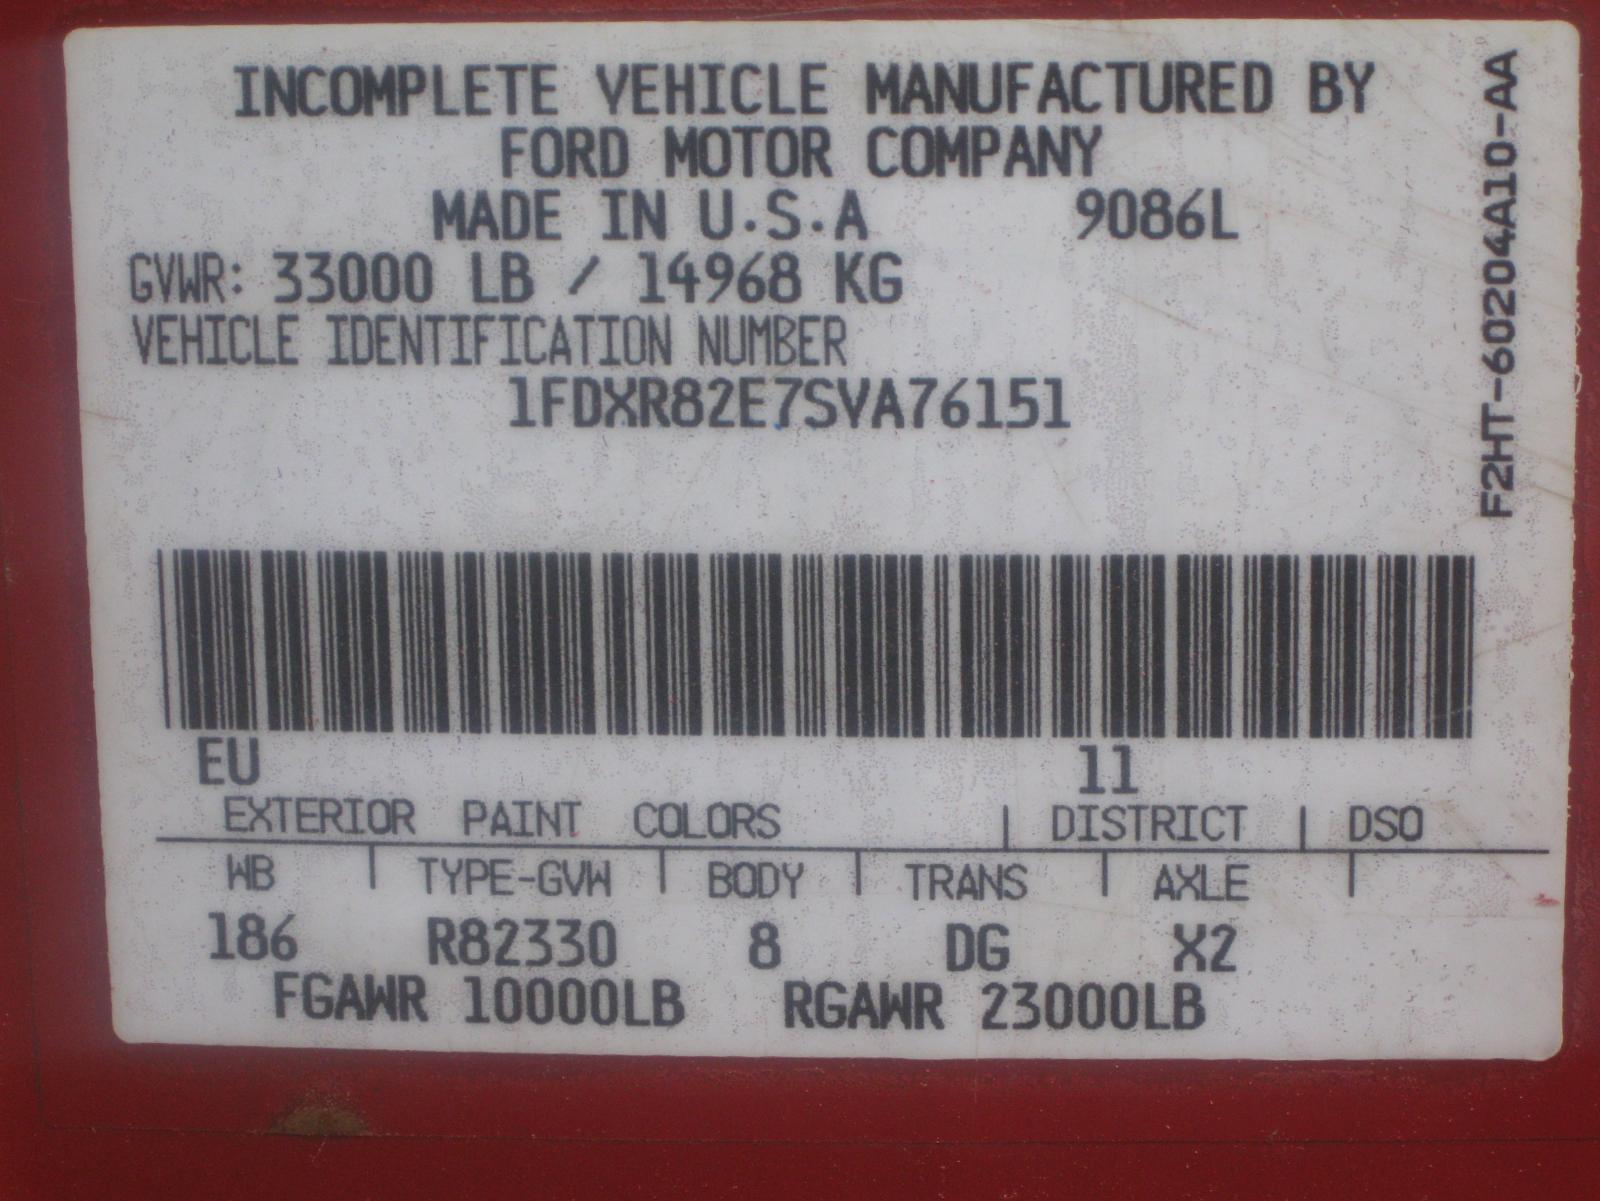 INCOMPLETE VEHICLE MANUFACTURED BY
FORD MOTOR COMPANY
MADE IN U.S.A 9086L
GVWR: 33000 LB / 14968 KG
VEHICLE IDENTIFICATION NUMBER
1FDXR82E7SVA76151
F2HT-60204A10-AA
EU 11
EXTERIOR PAINT COLORS | DISTRICT | DSO
WB | TYPE-GVW | BODY | TRANS | AXLE |
186 R82330 8 DG X2
FGAWR 10000LB RGAWR 23000LB